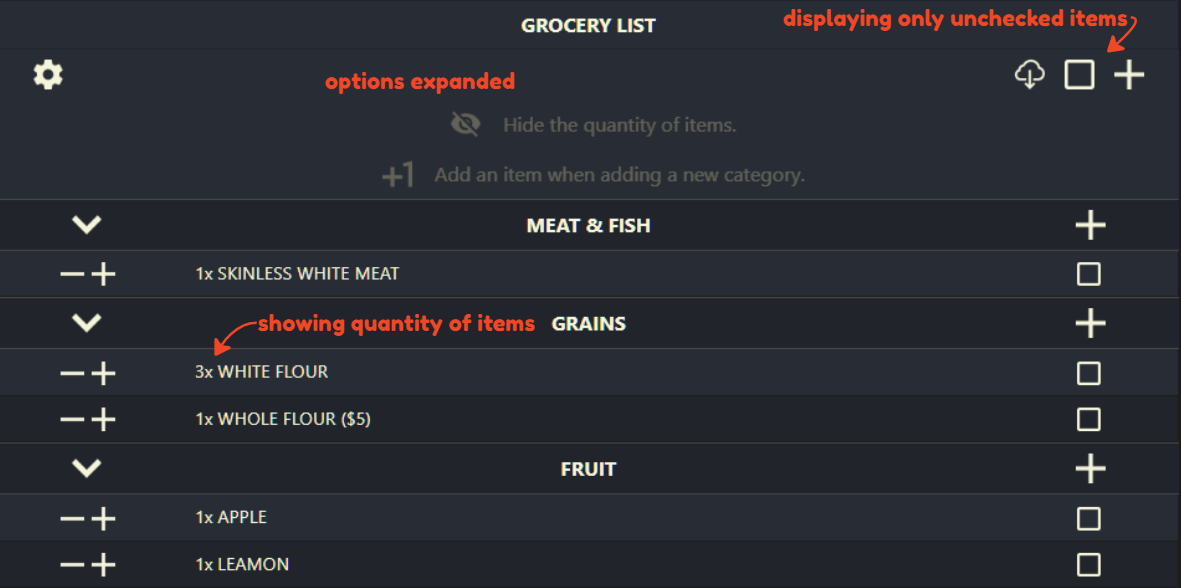 displaying only unchecked items
GROCERY LIST
options expanded
Hide the quantity of items.
+1 Add an item when adding a new category.
MEAT & FISH
1x SKINLESS WHITE MEAT
showing quantity of items GRAINS
3x WHITE FLOUR
1x WHOLE FLOUR ($5)
FRUIT
1x APPLE
1x LEAMON